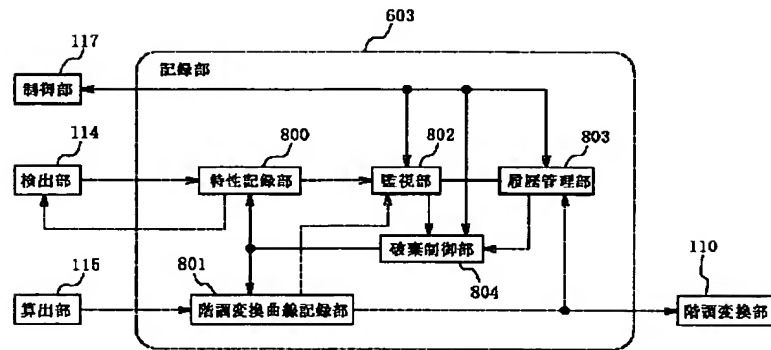 603
117
記録部
制御部
114
800
802
803
検出部
特性記録部
監視部
履歴管理部
破棄制御部
115
801
804
110
算出部
階調変換曲線記録部
階調変換部